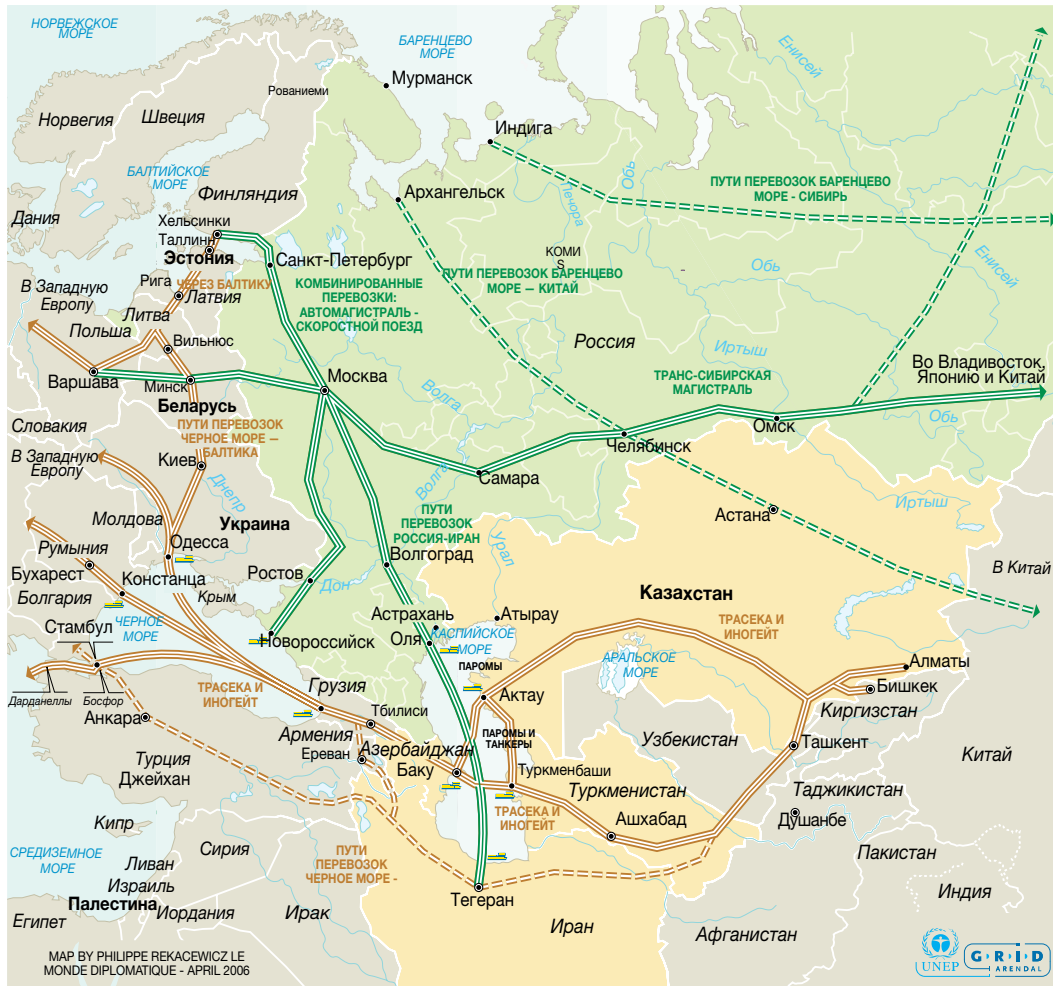 НОРВЕЖСКОЕ
МОРЕ
БАРЕНЦЕВО
МОРЕ
Енисей
Мурманск
Рованиеми
Норвегия
Швеция
Индига
Обь
БАЛТИЙСКОЕ
МОРЕ
Финляндия
Архангельск
Печора
ПУТИ ПЕРЕВОЗОК БАРЕНЦЕВО
МОРЕ - СИБИРЬ
Дания
Хельсинки
Таллинн
Эстония
Санкт-Петербург
КОМИ
S
Обь
Енисей
ПУТИ ПЕРЕВОЗОК БАРЕНЦЕВО
МОРЕ — КИТАЙ
КОМБИНИРОВАННЫЕ
ПЕРЕВОЗКИ:
АВТОМАГИСТРАЛЬ -
СКОРОСТНОЙ ПОЕЗД
В Западную
Европу
Рига
ЧЕРЕЗ БАЛТИКУ
Латвия
Литва
Польша
Вильнюс
Россия
Иртыш
Варшава
Минск
Москва
ТРАНС-СИБИРСКАЯ
МАГИСТРАЛЬ
Во Владивосток,
Японию и Китай
Беларусь
Волга
Обь
Словакия
ПУТИ ПЕРЕВОЗОК
ЧЕРНОЕ МОРЕ —
БАЛТИКА
Омск
Челябинск
В Западную
Европу
Киев
Волга
Самара
Днепр
Иртыш
Молдова
Украина
ПУТИ
ПЕРЕВОЗОК
РОССИЯ-ИРАН
Астана
Одесса
Румыния
Волгоград
Урал
Бухарест
Констанца
Ростов
Дон
В Китай
Болгария
Крым
Казахстан
Стамбул
ЧЕРНОЕ
МОРЕ
Астрахань
Атырау
ТРАСЕКА И
ИНОГЕЙТ
Новороссийск
Оля
КАСПИЙСКОЕ
МОРЕ
АРАЛЬСКОЕ
МОРЕ
ПАРОМЫ
Алматы
Дарданеллы
Босфор
ТРАСЕКА И
ИНОГЕЙТ
Грузия
Актау
Бишкек
Анкара
Тбилиси
Киргизстан
Армения
ПАРОМЫ И
ТАНКЕРЫ
Узбекистан
Ташкент
Ереван
Азербайджан
Баку
Китай
Турция
Джейхан
Туркменбаши
Туркменистан
Таджикистан
ТРАСЕКА И
ИНОГЕЙТ
Ашхабад
Душанбе
Кипр
СРЕДИЗЕМНОЕ
МОРЕ
Сирия
ПУТИ
ПЕРЕВОЗОК
ЧЕРНОЕ МОРЕ -
Пакистан
Ливан
Израиль
Тегеран
Индия
Палестина
Иордания
Ирак
Иран
Египет
Афганистан
MAP BY PHILIPPE REKACEWICZ LE
MONDE DIPLOMATIQUE - APRIL 2006
UNEP
G·R·I·D
ARENDAL